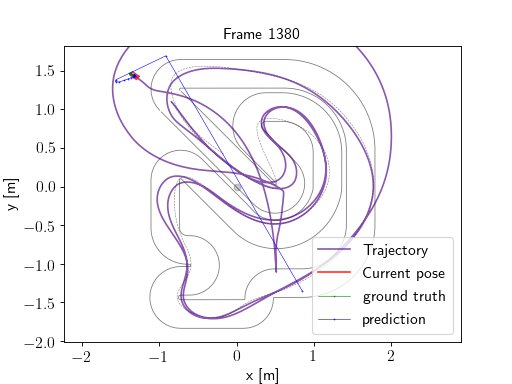 Frame 1380
1.5
1.0
0.5
0.0
−0.5
−1.0
−1.5
−2.0
y [m]
−2
−1
0
1
2
x [m]
Trajectory
Current pose
ground truth
prediction